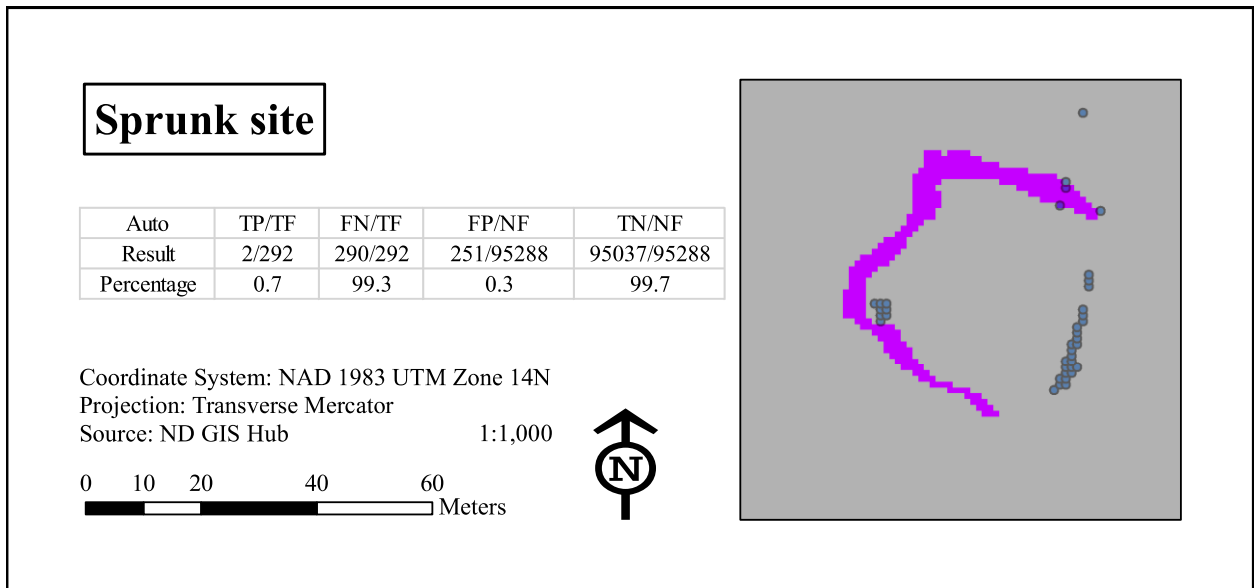 Sprunk site
Auto TP/TF FN/TF FP/NF TN/NF
Result 2/292 290/292 251/95288 95037/95288
Percentage 0.7 99.3 0.3 99.7
Coordinate System: NAD 1983 UTM Zone 14N
Projection: Transverse Mercator
Source: ND GIS Hub 1:1,000
N
0 10 20 40 60
Meters